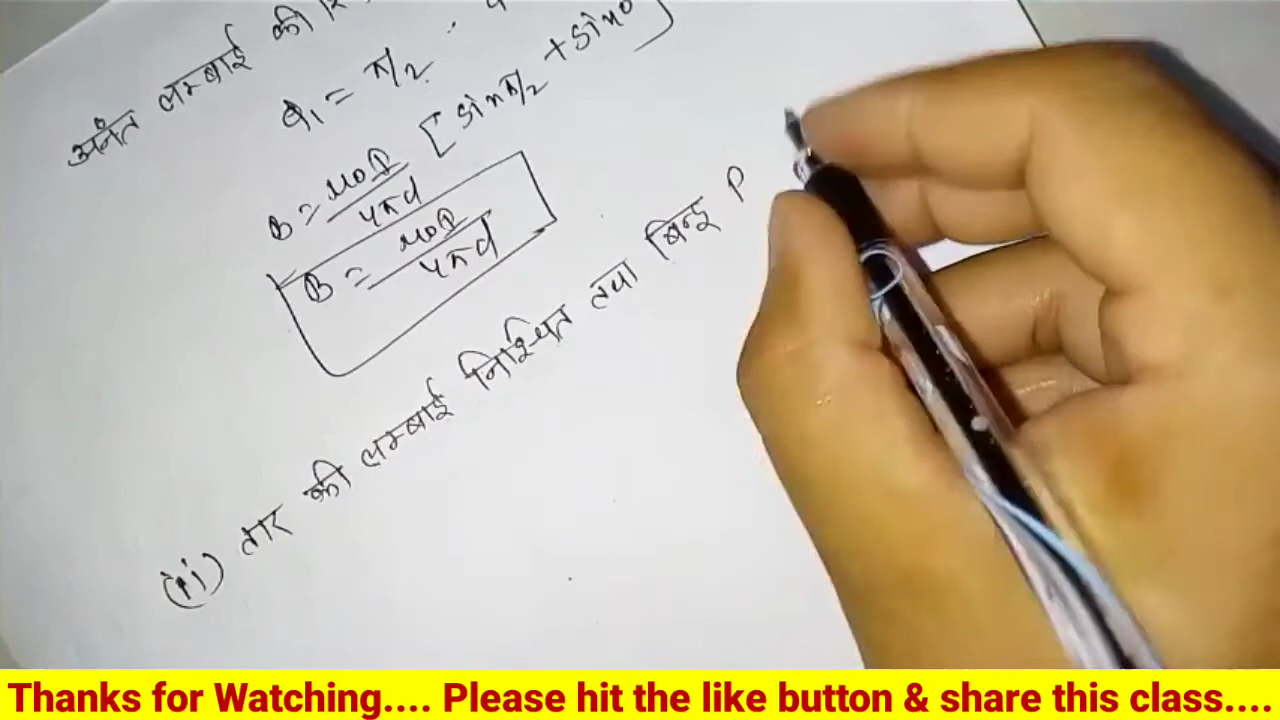 अनंत लम्बाई की
φ₁ = π/2
B = μ₀I/4πd [sin π/2 + sin 0]
B = μ₀I/4πd
(ii) तार की लम्बाई निश्चित तथा बिन्दु P
Thanks for Watching.... Please hit the like button & share this class....